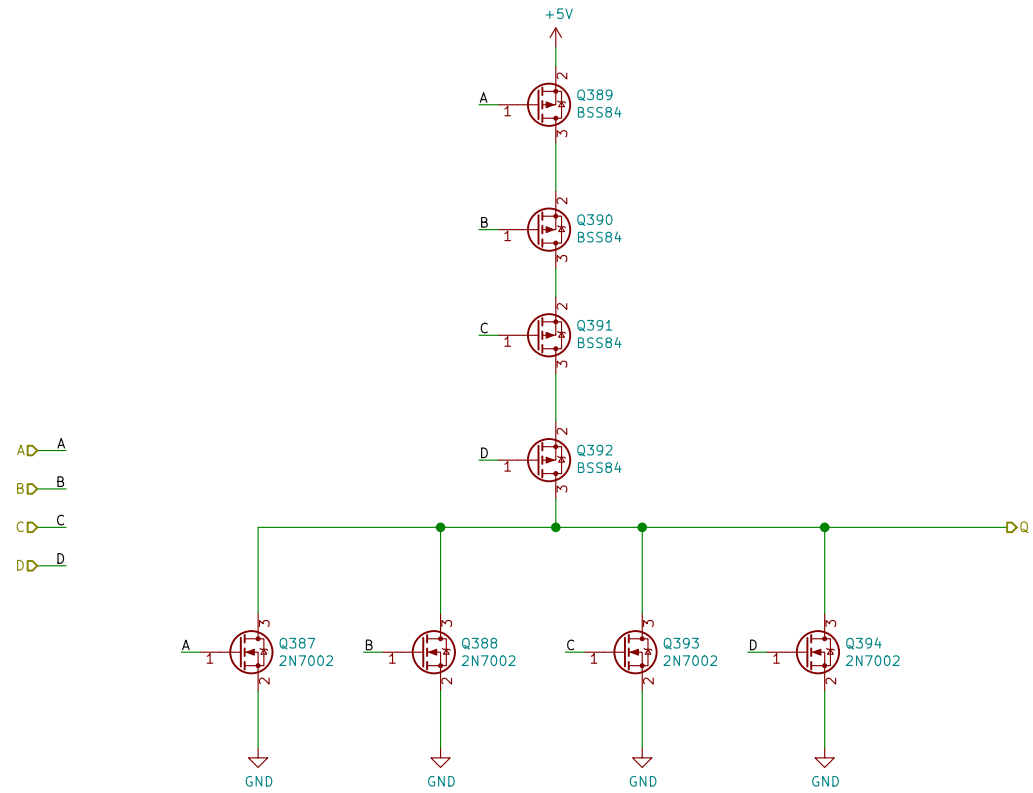 +5V
2
A
1
Q389
BSS84
3
2
B
1
Q390
BSS84
3
2
C
1
Q391
BSS84
3
2
D
1
Q392
BSS84
3
A A
B B
C C
D D
Q
3
A
1
Q387
2N7002
2
GND
3
B
1
Q388
2N7002
2
GND
3
C
1
Q393
2N7002
2
GND
3
D
1
Q394
2N7002
2
GND